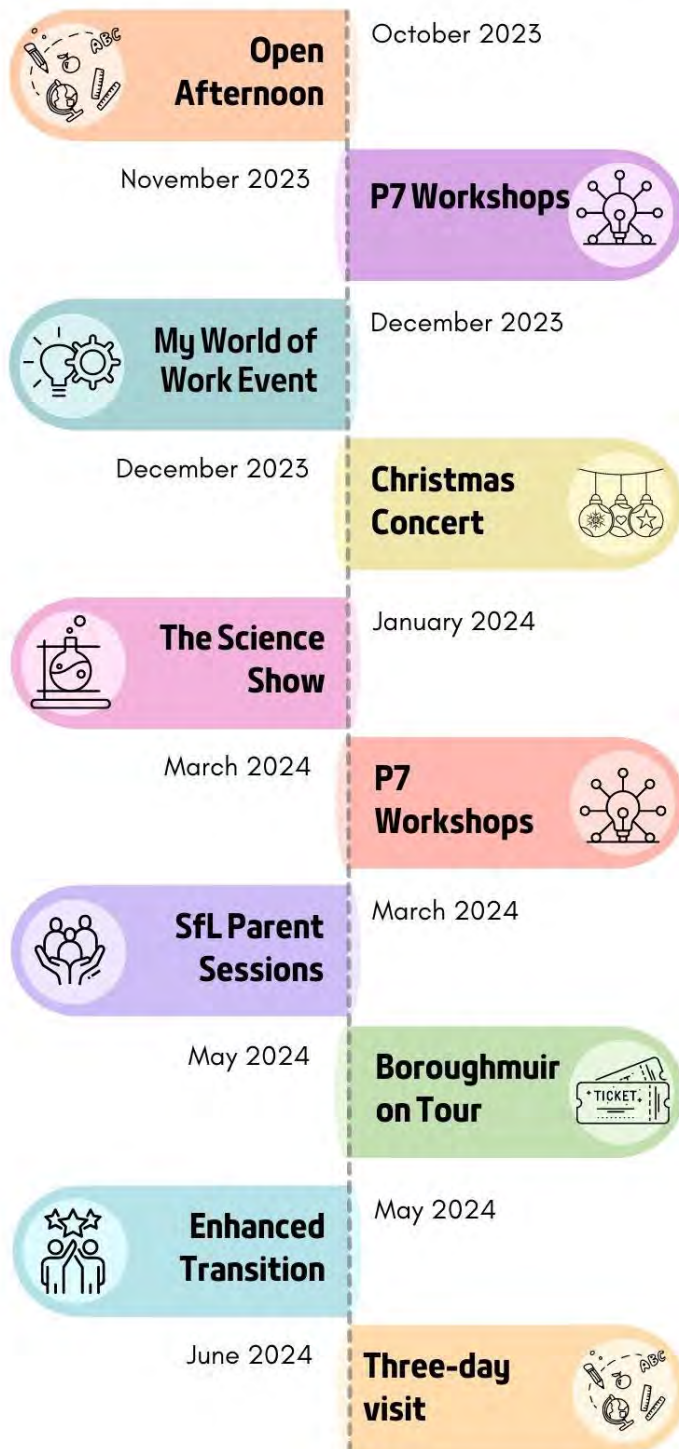 Open
Afternoon
October 2023
November 2023
P7 Workshops
My World of
Work Event
December 2023
December 2023
Christmas
Concert
The Science
Show
January 2024
March 2024
P7
Workshops
SfL Parent
Sessions
March 2024
May 2024
Boroughmuir
on Tour
TICKET
Enhanced
Transition
May 2024
June 2024
Three-day
visit
ABC
ABC